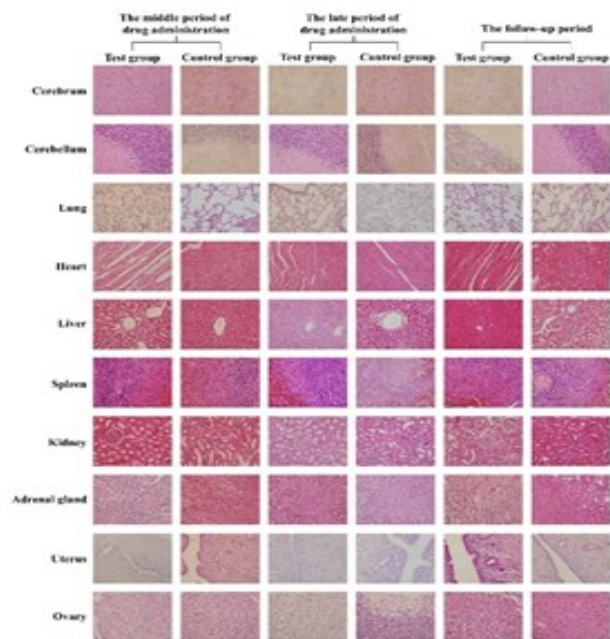 The middle period of
drug administration
The late period of
drug administration
The follow-up period
Test group
Control group
Test group
Control group
Test group
Control group
Cerebrum
Cerebellum
Lung
Heart
Liver
Spleen
Kidney
Adrenal gland
Uterus
Ovary